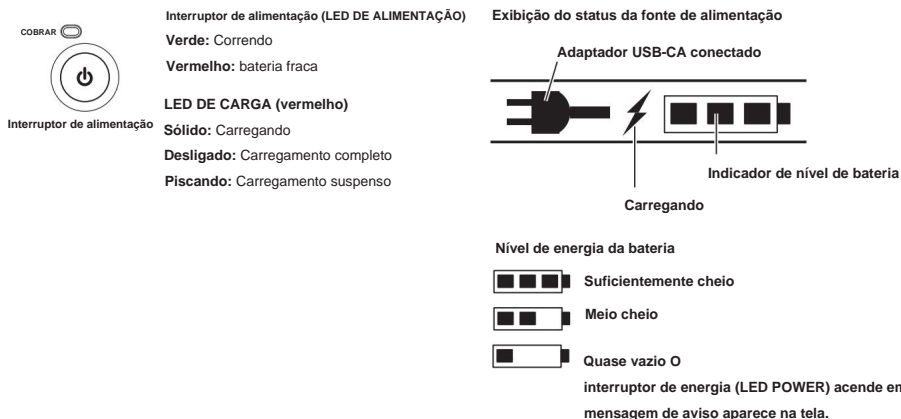 COBRAR
Interruptor de alimentação
Interruptor de alimentação (LED DE ALIMENTAÇÃO)
Verde: Correndo
Vermelho: bateria fraca
LED DE CARGA (vermelho)
Sólido: Carregando
Desligado: Carregamento completo
Piscando: Carregamento suspenso
Exibição do status da fonte de alimentação
Adaptador USB-CA conectado
Indicador de nível de bateria
Carregando
Nível de energia da bateria
Suficientemente cheio
Meio cheio
Quase vazio O
interruptor de energia (LED POWER) acende em
mensagem de aviso aparece na tela.